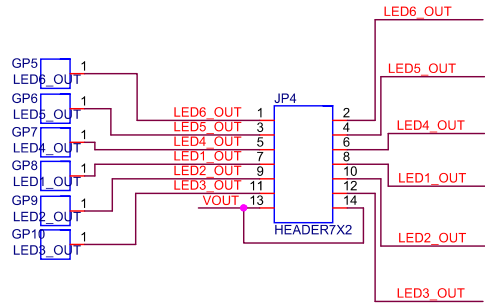 LED6_OUT
GP5
1
LED6_OUT
LED5_OUT
GP6
1
LED5_OUT
JP4
GP7
1
LED4_OUT
LED6_OUT 1 2
LED5_OUT 3 4
LED4_OUT 5 6
LED4_OUT
GP8
1
LED1_OUT
LED1_OUT 7 8
LED2_OUT 9 10
LED3_OUT 11 12
VOUT 13 14
LED1_OUT
GP9
1
LED2_OUT
HEADER7X2
GP10
1
LED3_OUT
LED2_OUT
LED3_OUT